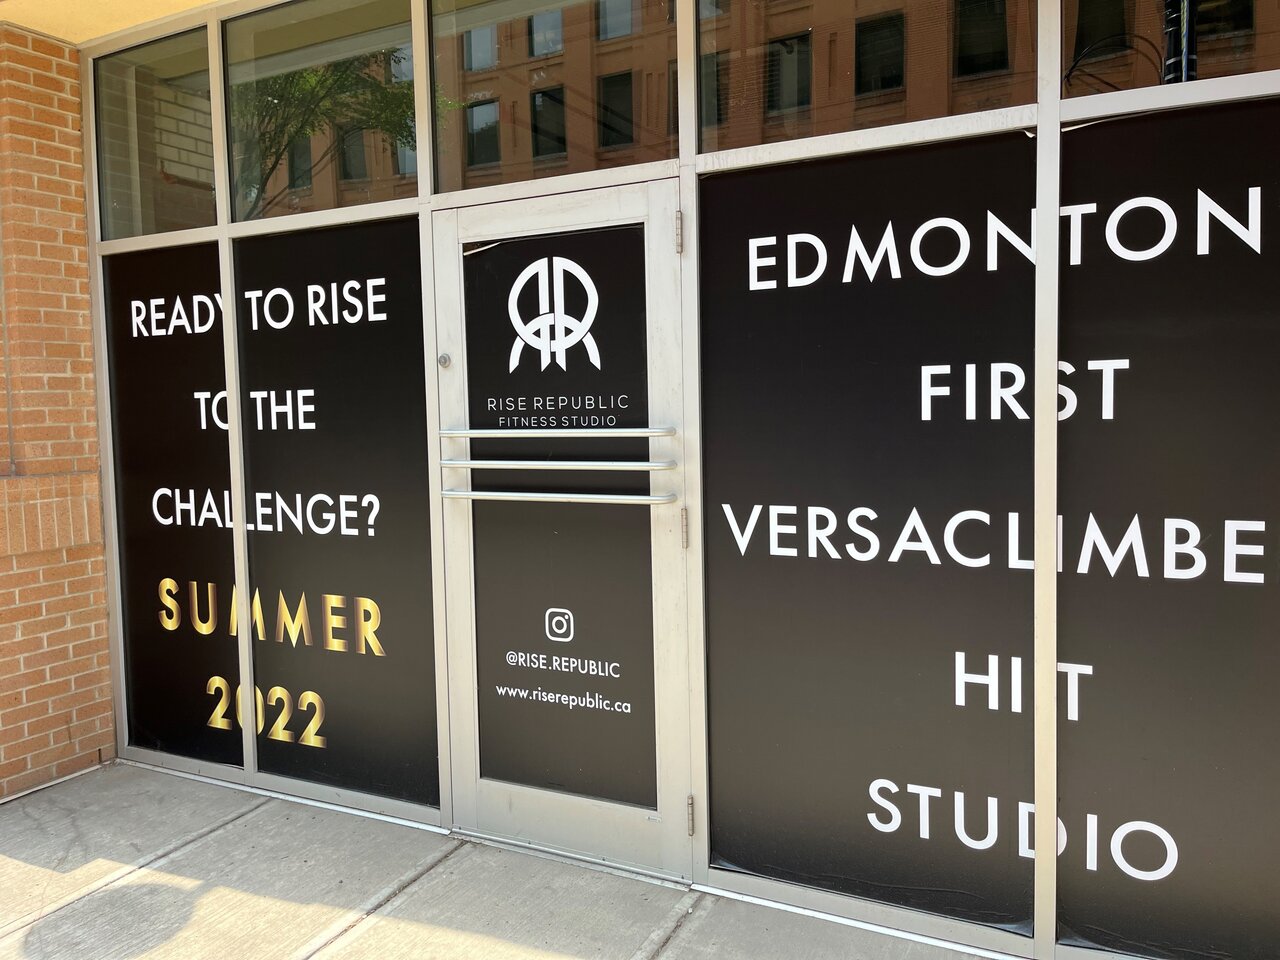 READY TO RISE
TO THE
CHALLENGE?
SUMMER
2022
RISE REPUBLIC
FITNESS STUDIO
@RISE.REPUBLIC
www.riserepublic.ca
EDMONTON
FIRST
VERSACLIMBE
HIIT
STUDIO